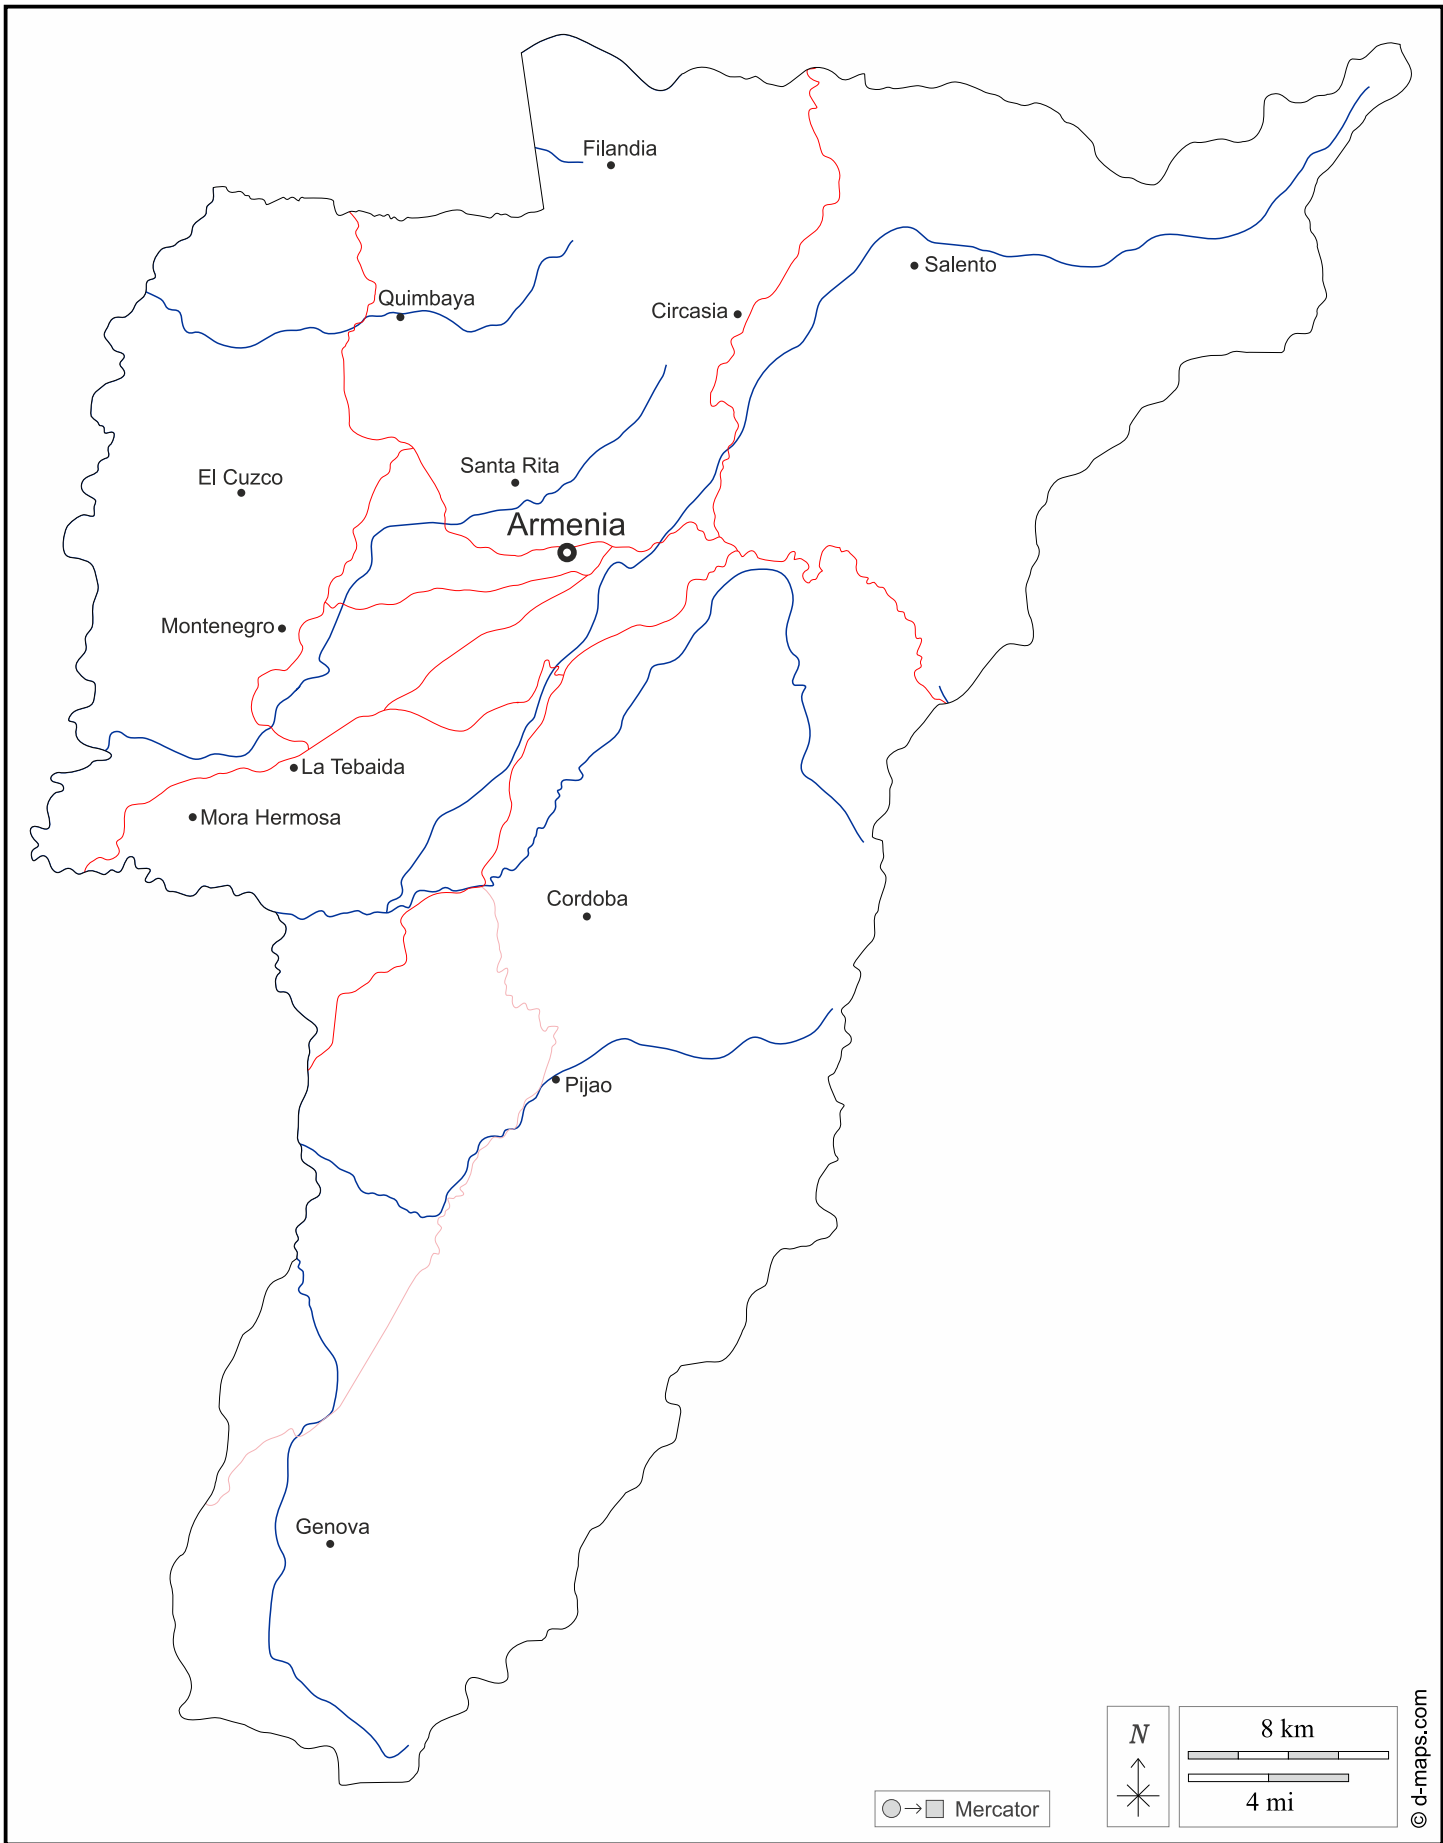 Filandia
Salento
Quimbaya
Circasia
Santa Rita
El Cuzco
Armenia
Montenegro
La Tebaida
Mora Hermosa
Cordoba
Pijao
Genova
N
8 km
4 mi
Mercator
© d-maps.com